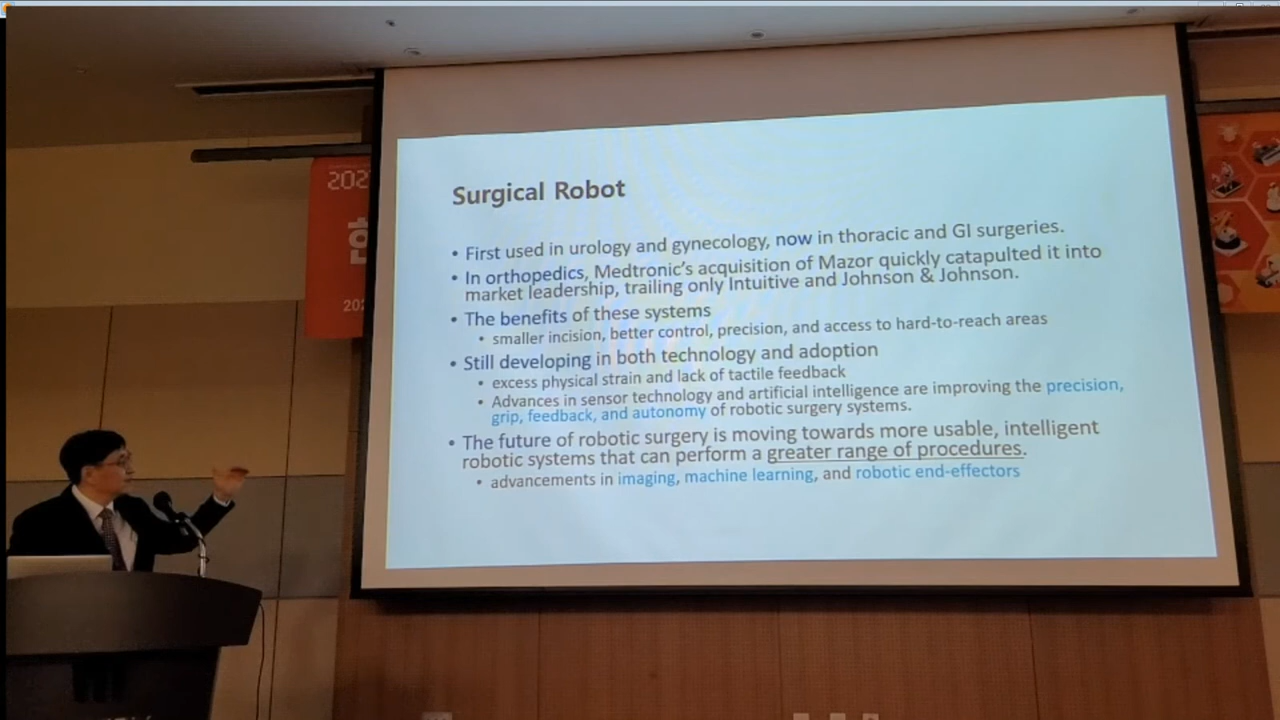 Surgical Robot
• First used in urology and gynecology, now in thoracic and GI surgeries.
• In orthopedics, Medtronic's acquisition of Mazor quickly catapulted it into
market leadership, trailing only Intuitive and Johnson & Johnson.
• The benefits of these systems
• smaller incision, better control, precision, and access to hard-to-reach areas
• Still developing in both technology and adoption
• excess physical strain and lack of tactile feedback
• Advances in sensor technology and artificial intelligence are improving the precision,
grip, feedback, and autonomy of robotic surgery systems.
• The future of robotic surgery is moving towards more usable, intelligent
robotic systems that can perform a greater range of procedures.
• advancements in imaging, machine learning, and robotic end-effectors
202
202